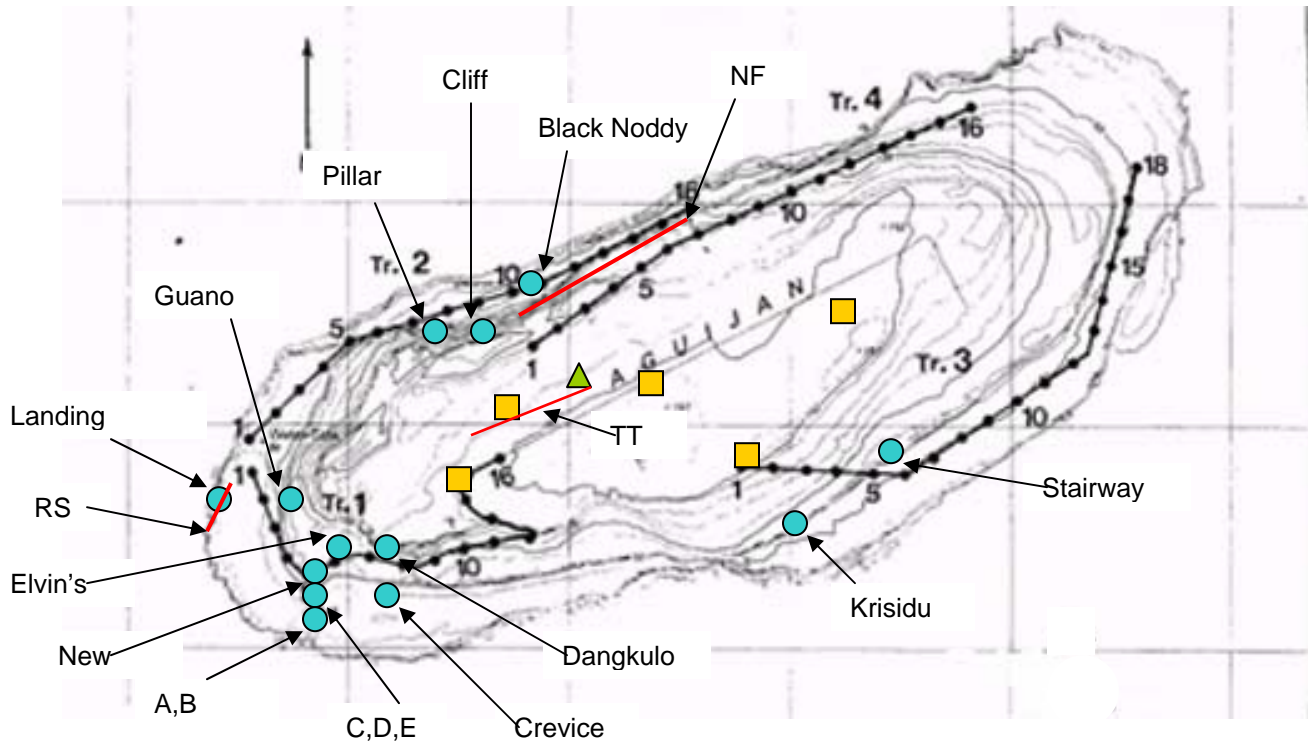 NF
Cliff
Tr. 4
16
Black Noddy
Pillar
18
16
10
Tr. 2
10
15
Guano
5
5
1
AGUIJAN
Tr. 3
Landing
1
10
TT
16
1
1
5
Stairway
RS
Tr. 1
10
Elvin's
Krisidu
New
Dangkulo
A,B
C,D,E
Crevice